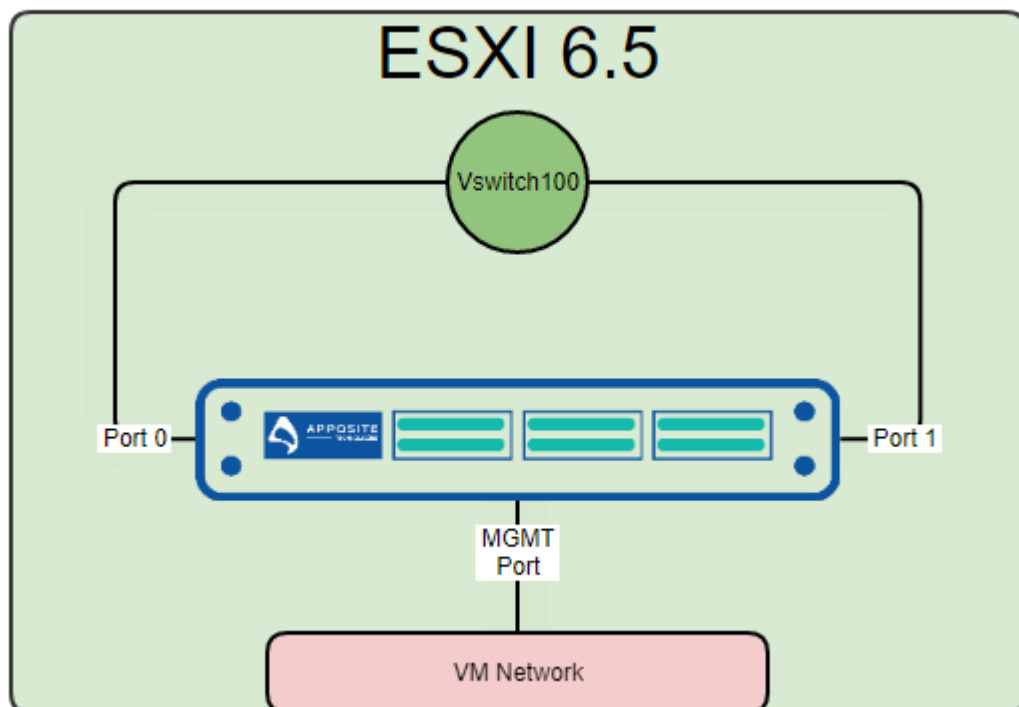 ESXI 6.5
Vswitch100
Port 0
APPOSITE
Port 1
MGMT
Port
VM Network